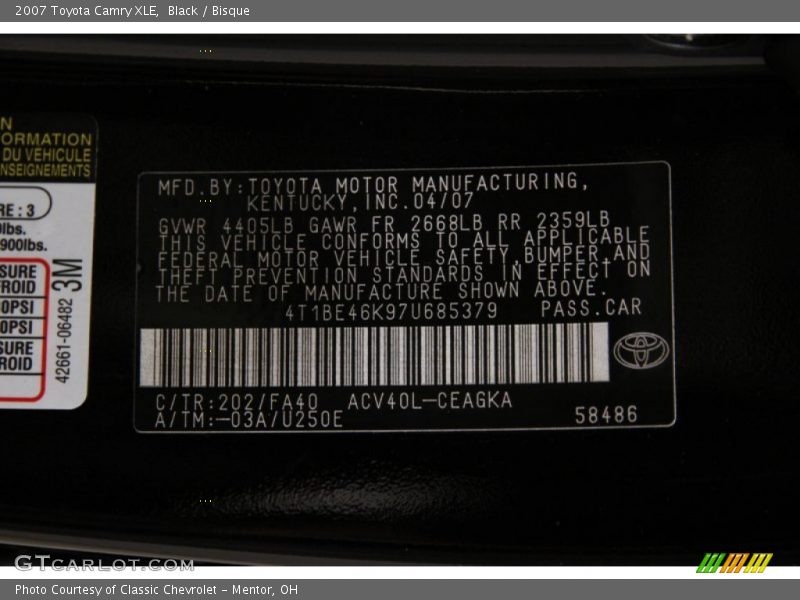 2007 Toyota Camry XLE, Black / Bisque
N
ORMATION
DU VEHICULE
NSEIGNEMENTS
RE : 3
lbs.
900lbs.
SURE
ROID
0PSI
0PSI
SURE
ROID
42661-06482 3M
MFD.BY:TOYOTA MOTOR MANUFACTURING,
KENTUCKY,INC.04/07
GVWR 4405LB GAWR FR 2668LB RR 2359LB
THIS VEHICLE CONFORMS TO ALL APPLICABLE
FEDERAL MOTOR VEHICLE SAFETY,BUMPER,AND
THEFT PREVENTION STANDARDS IN EFFECT ON
THE DATE OF MANUFACTURE SHOWN ABOVE.
4T1BE46K97U685379 PASS.CAR
C/TR:202/FA40 ACV40L-CEAGKA
A/TM:-03A/U250E
58486
GTCARLOT.COM
Photo Courtesy of Classic Chevrolet - Mentor, OH